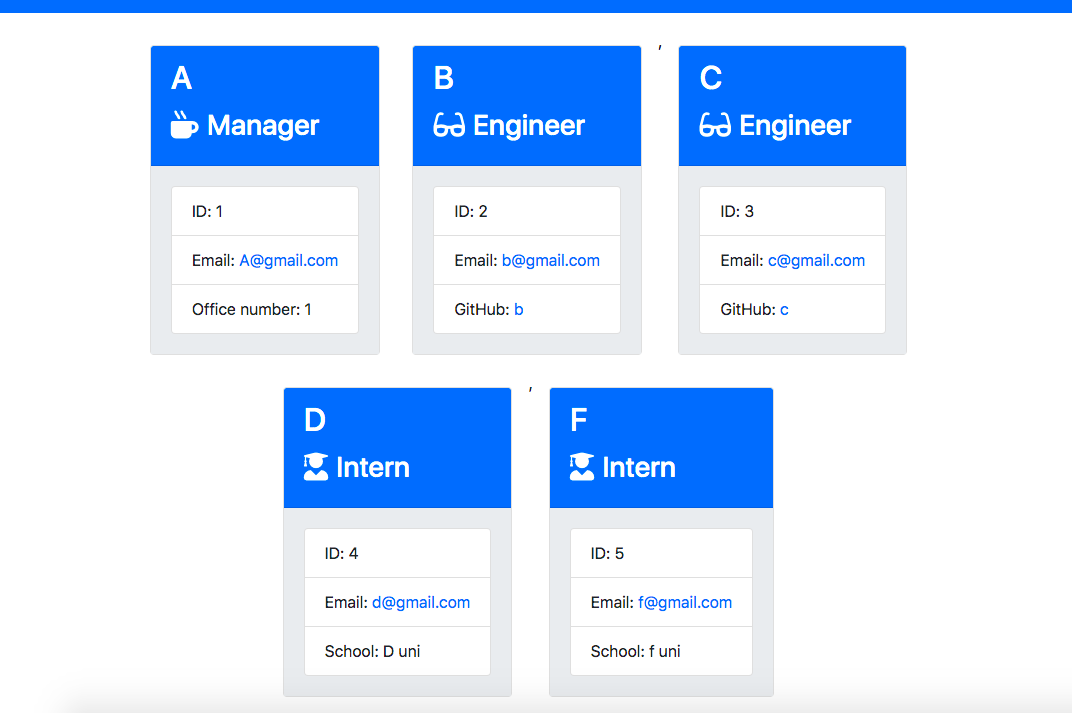 A
Manager
ID: 1
Email: A@gmail.com
Office number: 1
B
Engineer
ID: 2
Email: b@gmail.com
GitHub: b
,
C
Engineer
ID: 3
Email: c@gmail.com
GitHub: c
D
Intern
ID: 4
Email: d@gmail.com
School: D uni
,
F
Intern
ID: 5
Email: f@gmail.com
School: f uni